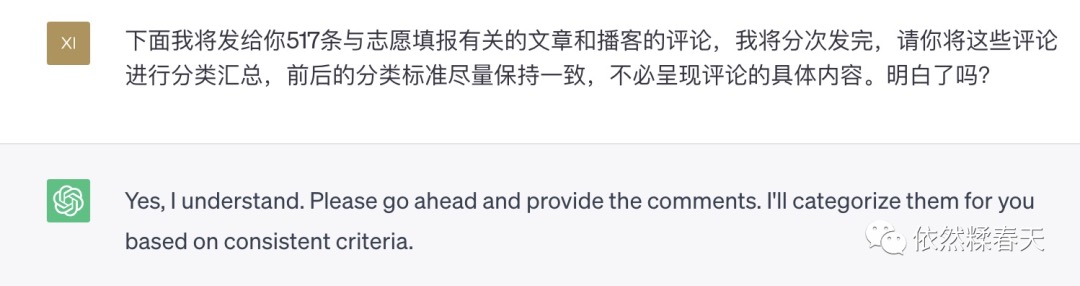 XI
下面我将发给你517条与志愿填报有关的文章和播客的评论，我将分次发完，请你将这些评论
进行分类汇总，前后的分类标准尽量保持一致，不必呈现评论的具体内容。明白了吗？
Yes, I understand. Please go ahead and provide the comments. I'll categorize them for you
based on consistent criteria.
依然糅春天